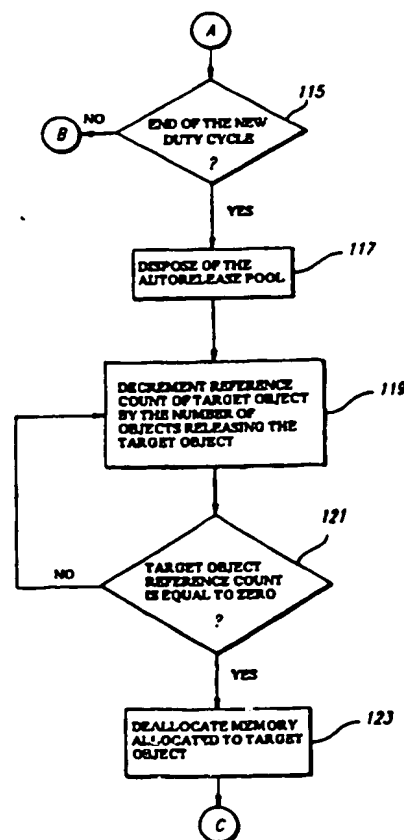 A
115
END OF THE NEW
DUTY CYCLE
?
NO
B
YES
117
DISPOSE OF THE
AUTORELEASE POOL
119
DECREMENT REFERENCE
COUNT OF TARGET OBJECT
BY THE NUMBER OF
OBJECTS RELEASING THE
TARGET OBJECT
121
TARGET OBJECT
REFERENCE COUNT
IS EQUAL TO ZERO
?
NO
YES
123
DEALLOCATE MEMORY
ALLOCATED TO TARGET
OBJECT
C